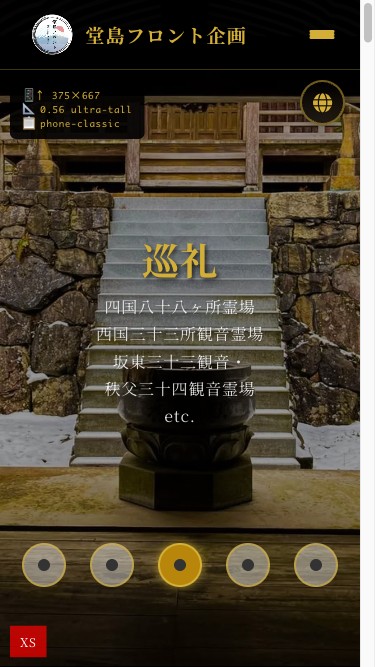 堂島フロント企画
375×667
0.56 ultra-tall
phone-classic
巡礼
四国八十八ヶ所霊場
西国三十三所観音霊場
坂東三十三観音・
秩父三十四観音霊場
etc.
XS